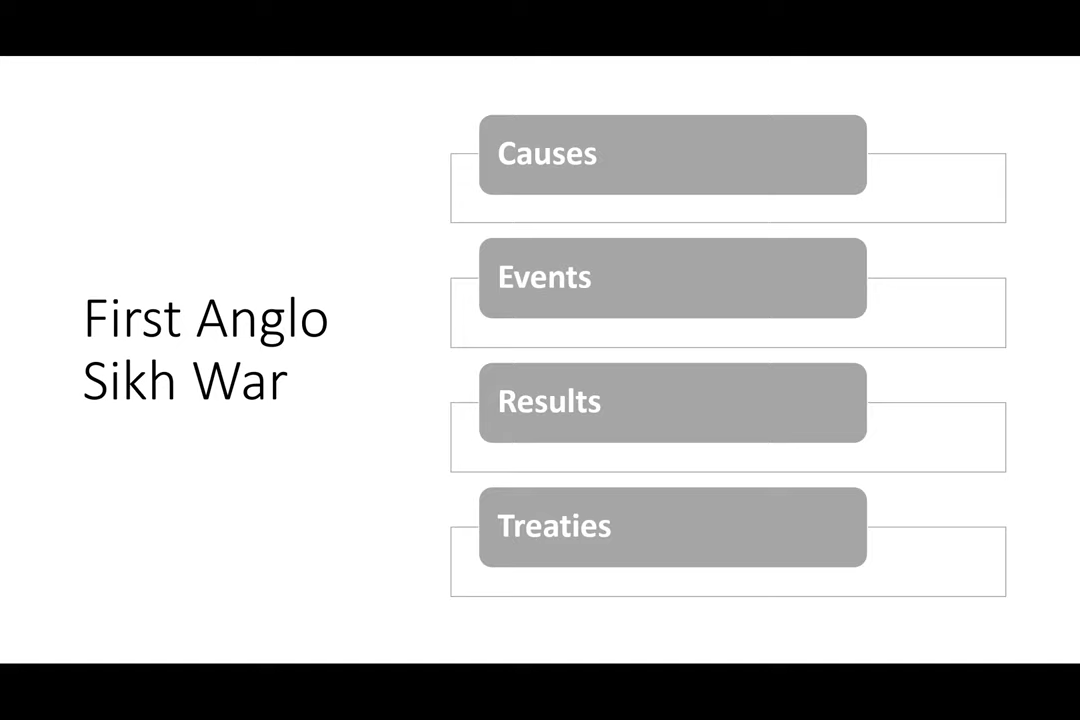 First Anglo
Sikh War
Causes
Events
Results
Treaties